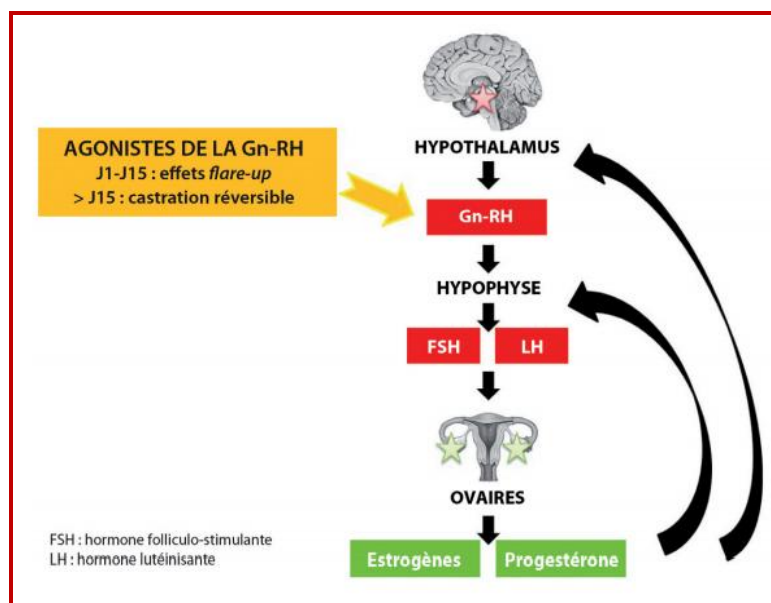 AGONISTES DE LA Gn-RH
J1-J15 : effets flare-up
> J15 : castration réversible
HYPOTHALAMUS
Gn-RH
HYPOPHYSE
FSH
LH
OVAIRES
Estrogènes
Progestérone
FSH : hormone folliculo-stimulante
LH : hormone lutéinisante